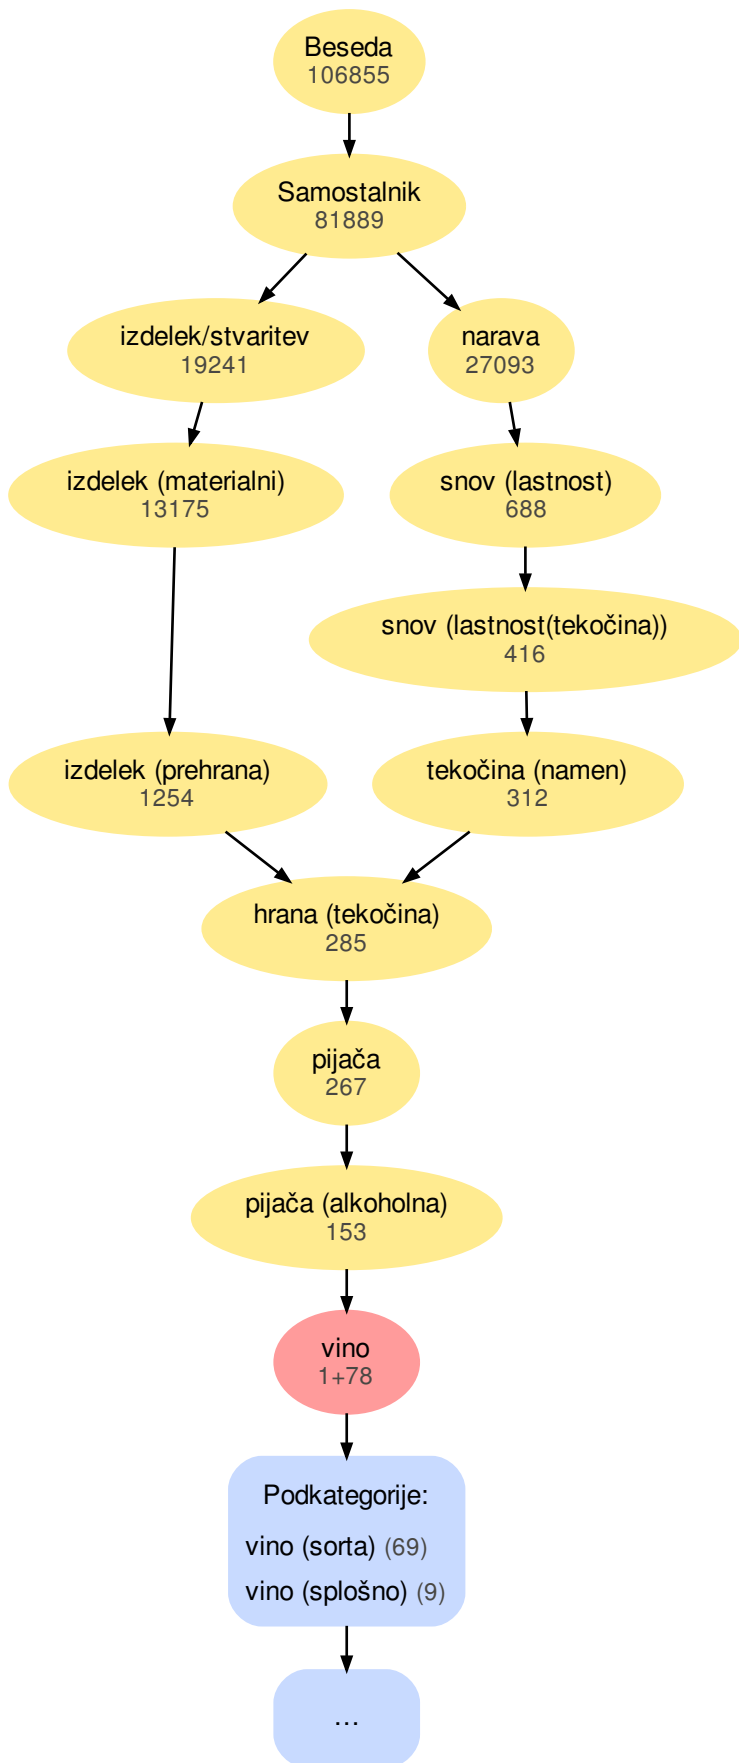 Beseda
106855
Samostalnik
81889
izdelek/stvaritev
19241
narava
27093
izdelek (materialni)
13175
snov (lastnost)
688
snov (lastnost(tekočina))
416
izdelek (prehrana)
1254
tekočina (namen)
312
hrana (tekočina)
285
pijača
267
pijača (alkoholna)
153
vino
1+78
Podkategorije:
vino (sorta) (69)
vino (splošno) (9)
...